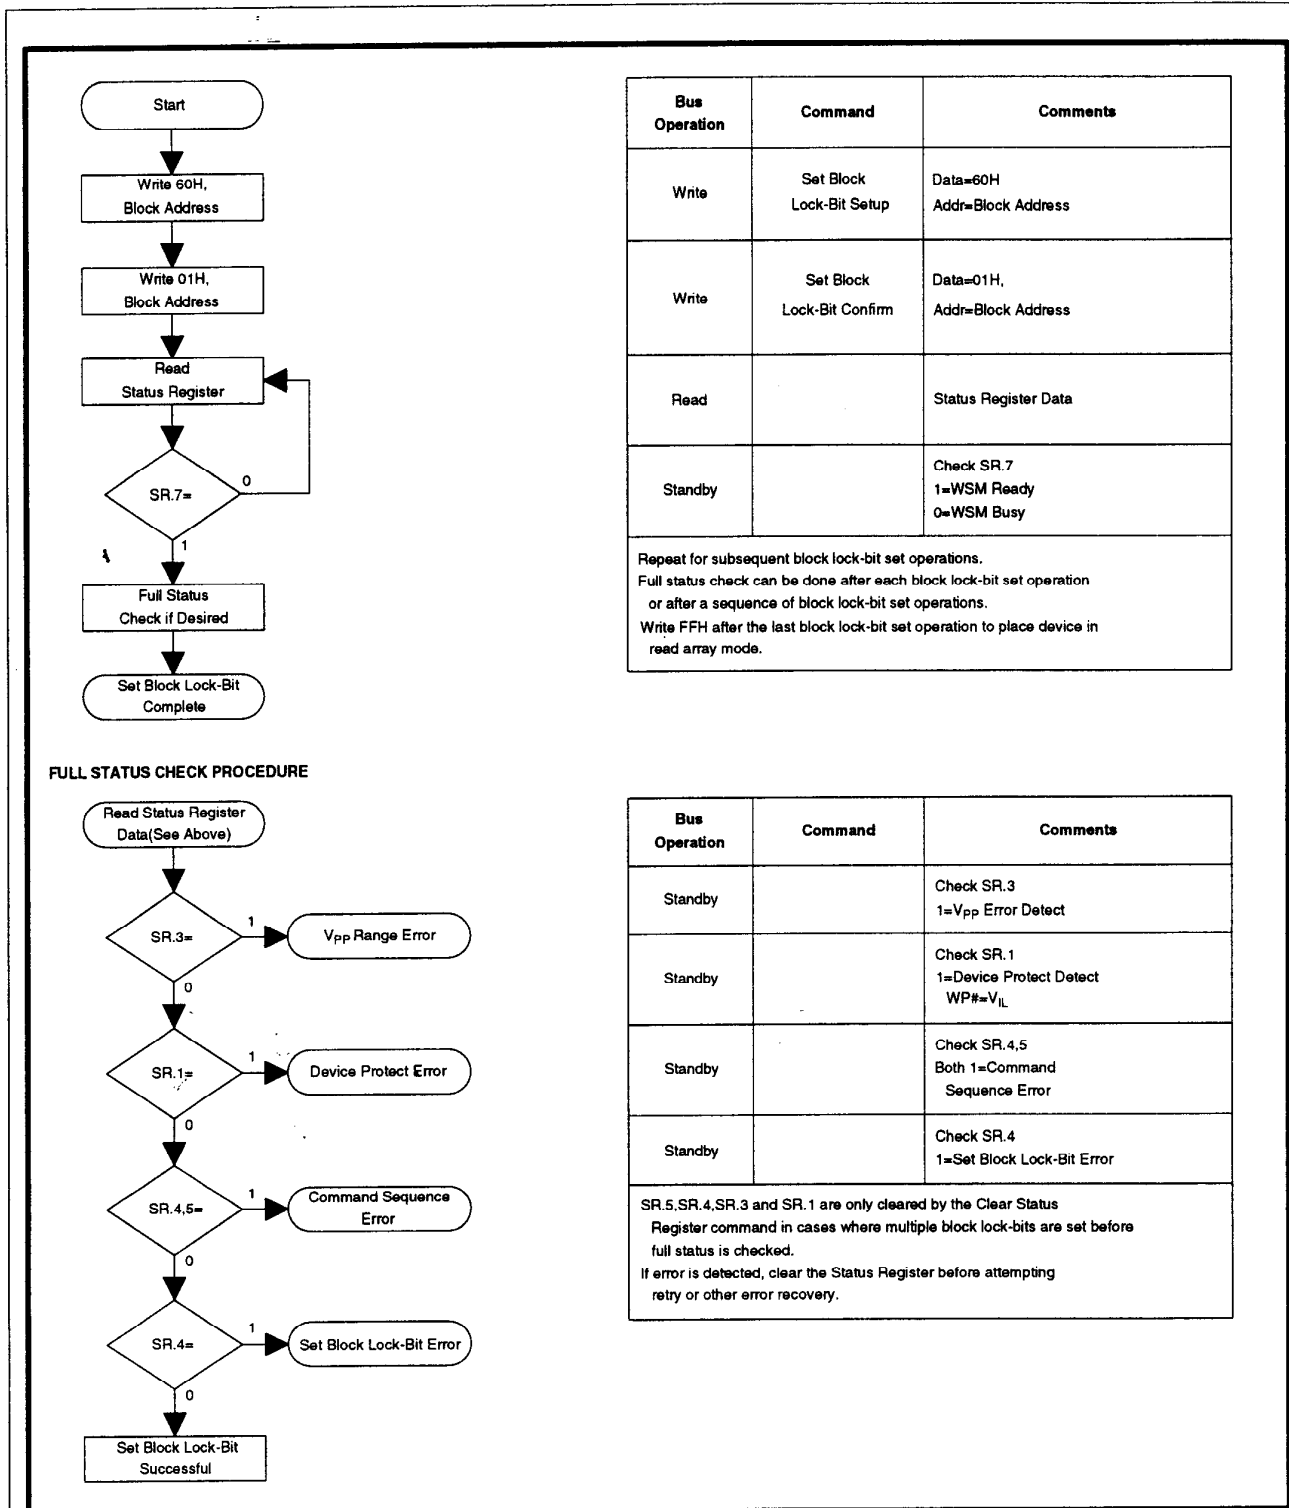 Start
Write 60H,
Block Address
Write 01H,
Block Address
Read
Status Register
SR.7=
0
1
Full Status
Check if Desired
Set Block Lock-Bit
Complete
Bus
Operation
Command
Comments
Write
Set Block
Lock-Bit Setup
Data=60H
Addr=Block Address
Write
Set Block
Lock-Bit Confirm
Data=01H,
Addr=Block Address
Read
Status Register Data
Standby
Check SR.7
1=WSM Ready
0=WSM Busy
Repeat for subsequent block lock-bit set operations.
Full status check can be done after each block lock-bit set operation
or after a sequence of block lock-bit set operations.
Write FFH after the last block lock-bit set operation to place device in
read array mode.
FULL STATUS CHECK PROCEDURE
Read Status Register
Data(See Above)
SR.3=
1
VPP Range Error
0
SR.1=
1
Device Protect Error
0
SR.4,5=
1
Command Sequence
Error
0
SR.4=
1
Set Block Lock-Bit Error
0
Set Block Lock-Bit
Successful
Bus
Operation
Command
Comments
Standby
Check SR.3
1=VPP Error Detect
Standby
Check SR.1
1=Device Protect Detect
WP#=VIL
Standby
Check SR.4,5
Both 1=Command
Sequence Error
Standby
Check SR.4
1=Set Block Lock-Bit Error
SR.5,SR.4,SR.3 and SR.1 are only cleared by the Clear Status
Register command in cases where multiple block lock-bits are set before
full status is checked.
If error is detected, clear the Status Register before attempting
retry or other error recovery.